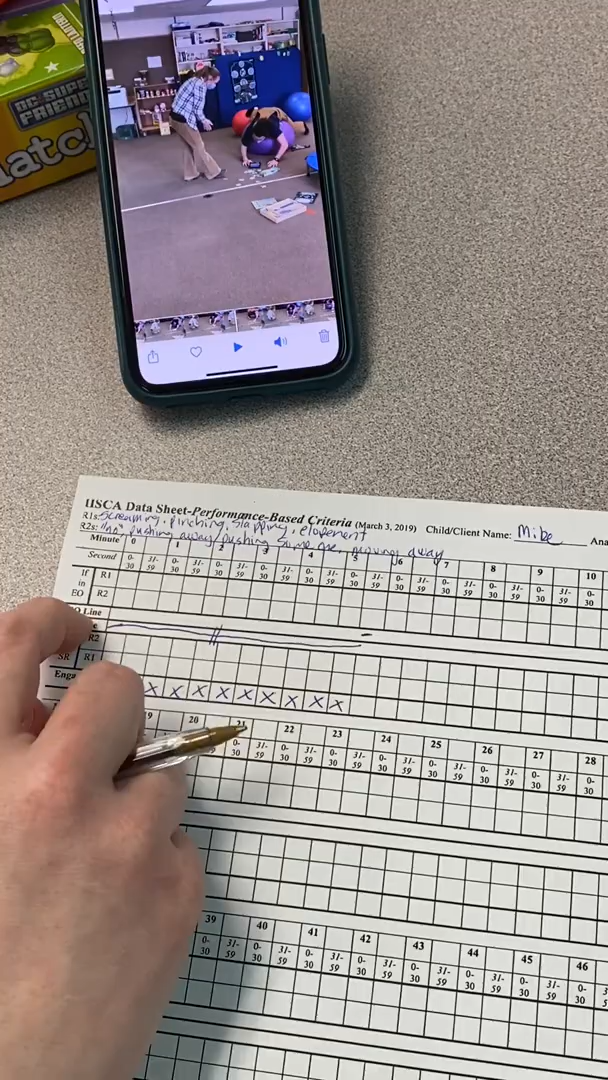 DC SUPER
FRIENDS
Match
IISCA Data Sheet-Performance-Based Criteria (March 3, 2019) Child/Client Name: Mike Ana
R1s: Screaming, pinching, slapping, elopement
R2s: "no" pushing away/pushing some one, moving away
Minute 0 1 2 3 4 5 6 7 8 9 10
Second 0-30 31-59 0-30 31-59 0-30 31-59 0-30 31-59 0-30 31-59 0-30 31-59 0-30 31-59 0-30 31-59 0-30 31-59 0-30 31-59 0-30
If in EO R1
R2
Line
R2
SR R1
Enga
X X X X X X X X X
19 20 21 22 23 24 25 26 27 28
0-30 31-59 0-30 31-59 0-30 31-59 0-30 31-59 0-30 31-59 0-30 31-59 0-30 31-59 0-30
39 40 41 42 43 44 45 46
0-30 31-59 0-30 31-59 0-30 31-59 0-30 31-59 0-30 31-59 0-30 31-59 0-30 31-59 0-30